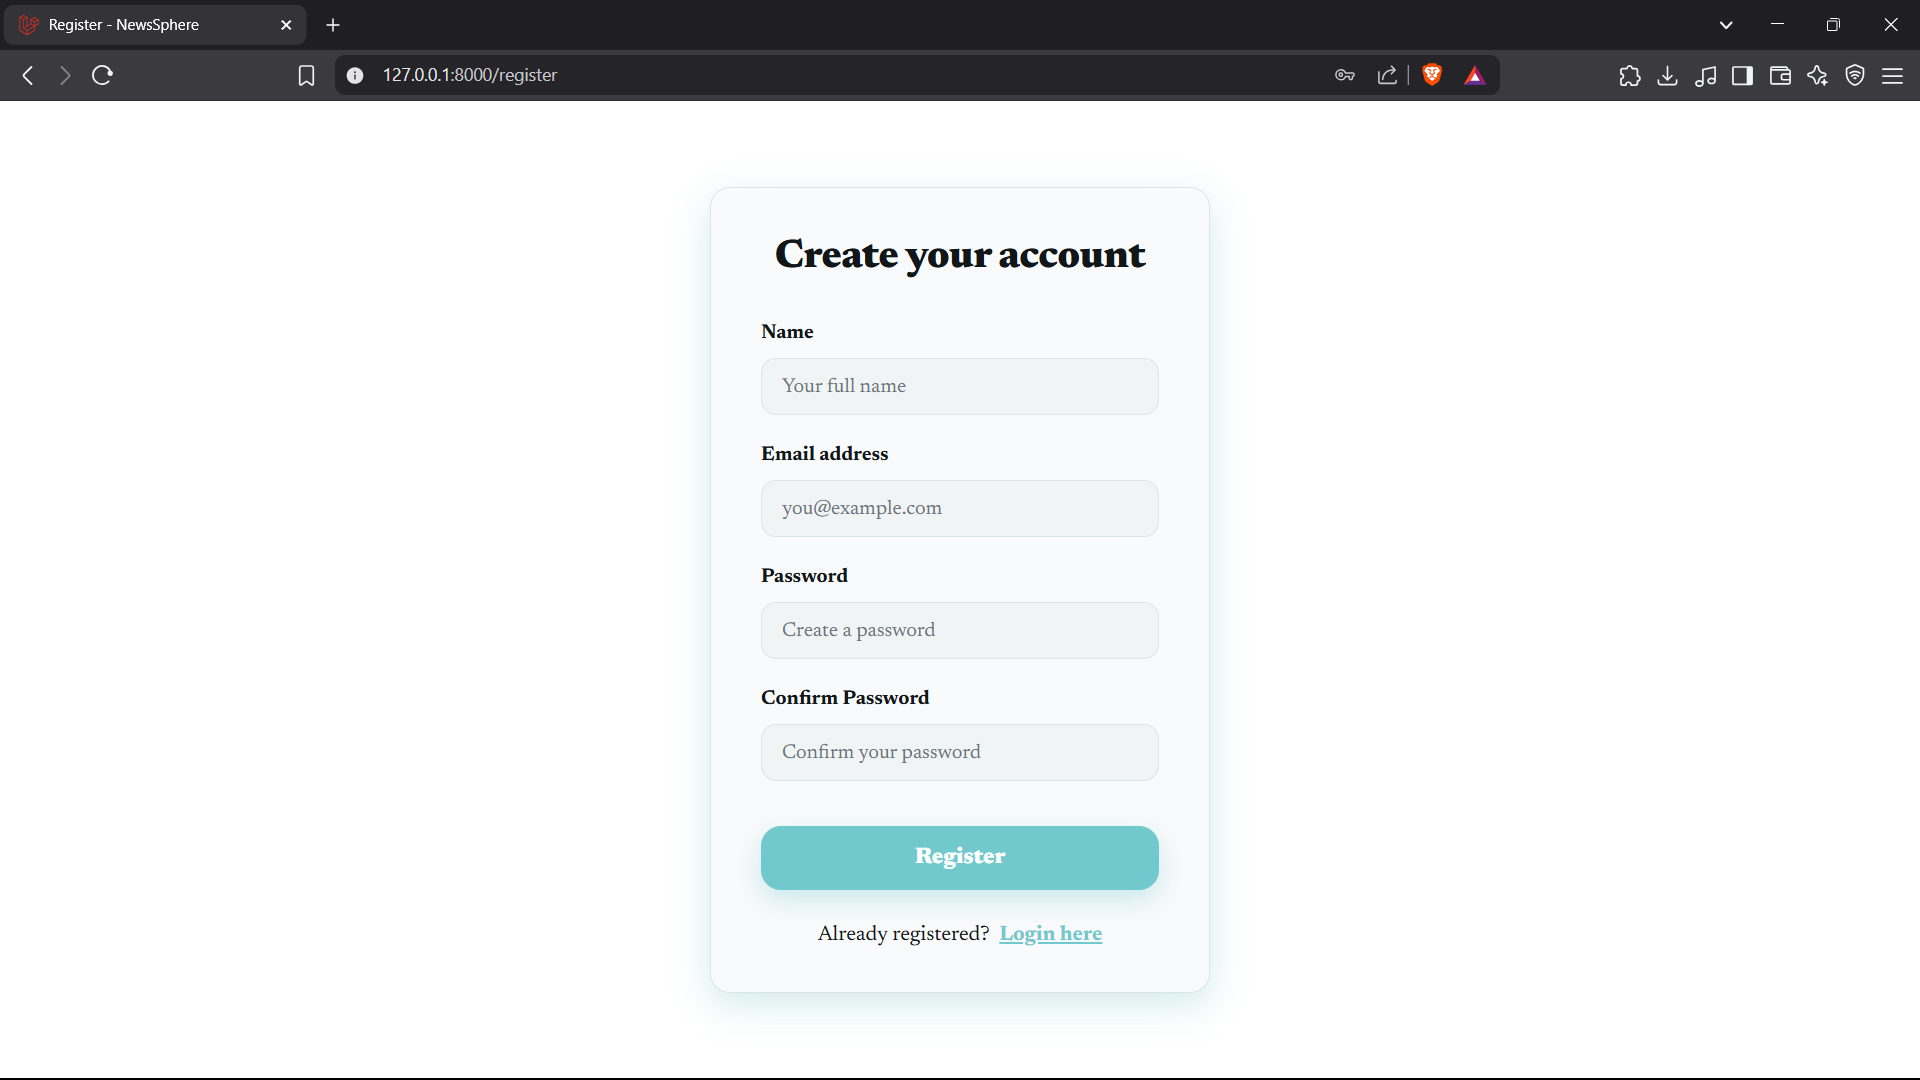 Register - NewsSphere
127.0.0.1:8000/register
Create your account
Name
Your full name
Email address
you@example.com
Password
Create a password
Confirm Password
Confirm your password
Register
Already registered? Login here